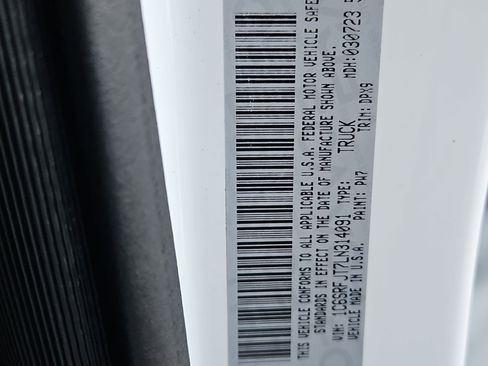 THIS VEHICLE CONFORMS TO ALL APPLICABLE U.S.A. FEDERAL MOTOR VEHICLE SAFE
STANDARDS IN EFFECT ON THE DATE OF MANUFACTURE SHOWN ABOVE.
VIN: 1C6SRFJT7LN314091 TYPE: TRUCK MDH:030723
VEHICLE MADE IN U.S.A. PAINT: PW7 TRIM: DPX9